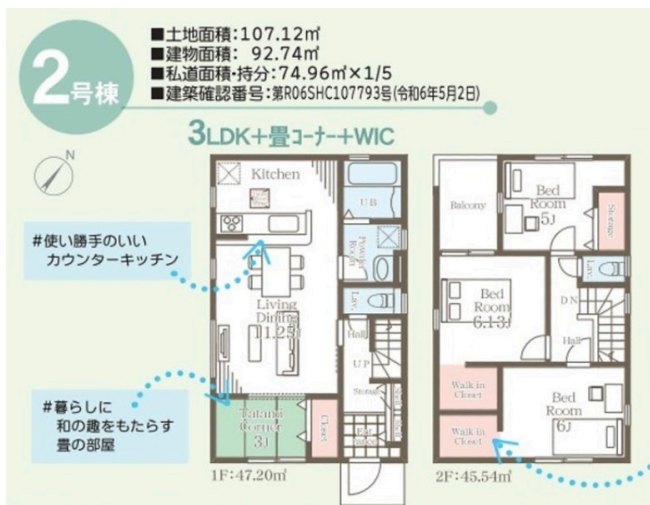 2号棟
■土地面積:107.12㎡
■建物面積: 92.74㎡
■私道面積・持分:74.96㎡×1/5
■建築確認番号:第R06SHC107793号(令和6年5月2日)
3LDK+畳コーナー+WIC
N
Kitchen
#使い勝手のいい
カウンターキッチン
UB
Powder
Room
Lav.
Living
Dining
11.25J
Hall
UP
Storage
#暮らしに
和の趣をもたらす
畳の部屋
Tatami
Corner
3J
Closet
Ent
rance
1F:47.20㎡
Balcony
Bed
Room
5J
Storage
Lav.
Bed
Room
6.13J
DN
Hall
Walk in
Closet
Walk in
Closet
Bed
Room
6J
2F:45.54㎡